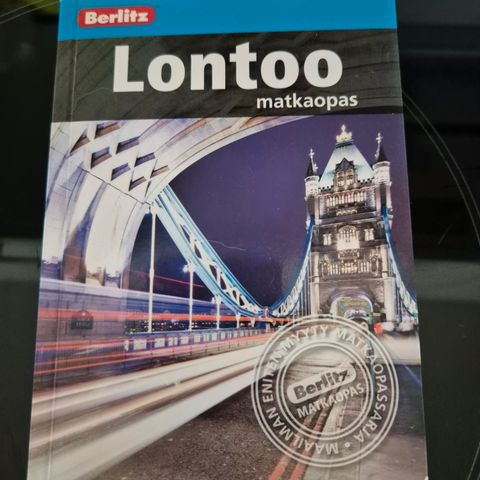 Berlitz
Lontoo
matkaopas
MAAILMAN ENITEN MYYTY MATKAOPASSARJA •
Berlitz
MATKAOPAS